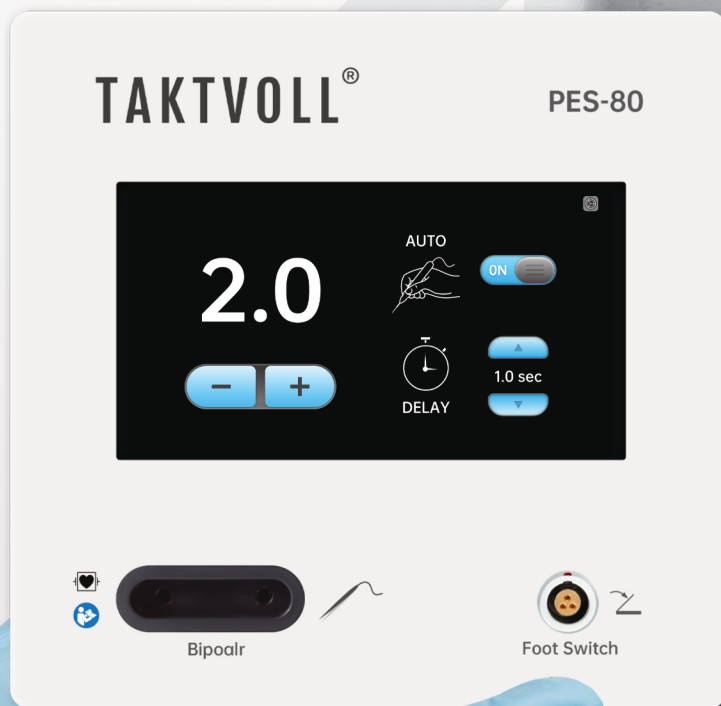 TAKTVOLL®
PES-80
AUTO
ON
2.0
− +
1.0 sec
DELAY
Bipoalr
Foot Switch